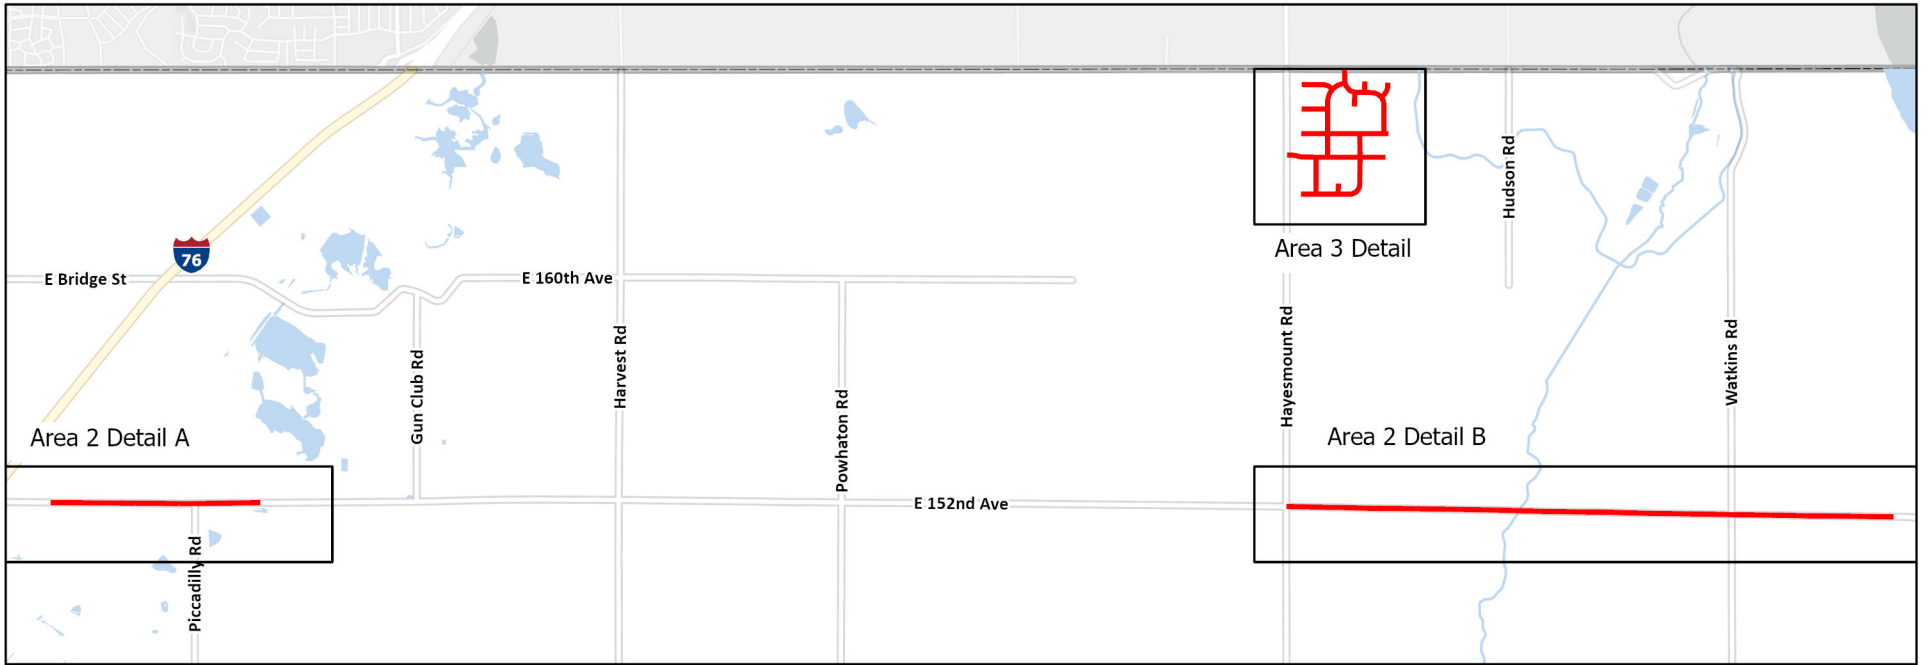 Hudson Rd
Area 3 Detail
76
E Bridge St
E 160th Ave
Harvest Rd
Hayesmount Rd
Watkins Rd
Gun Club Rd
Powhaton Rd
Area 2 Detail A
Area 2 Detail B
E 152nd Ave
Piccadilly Rd